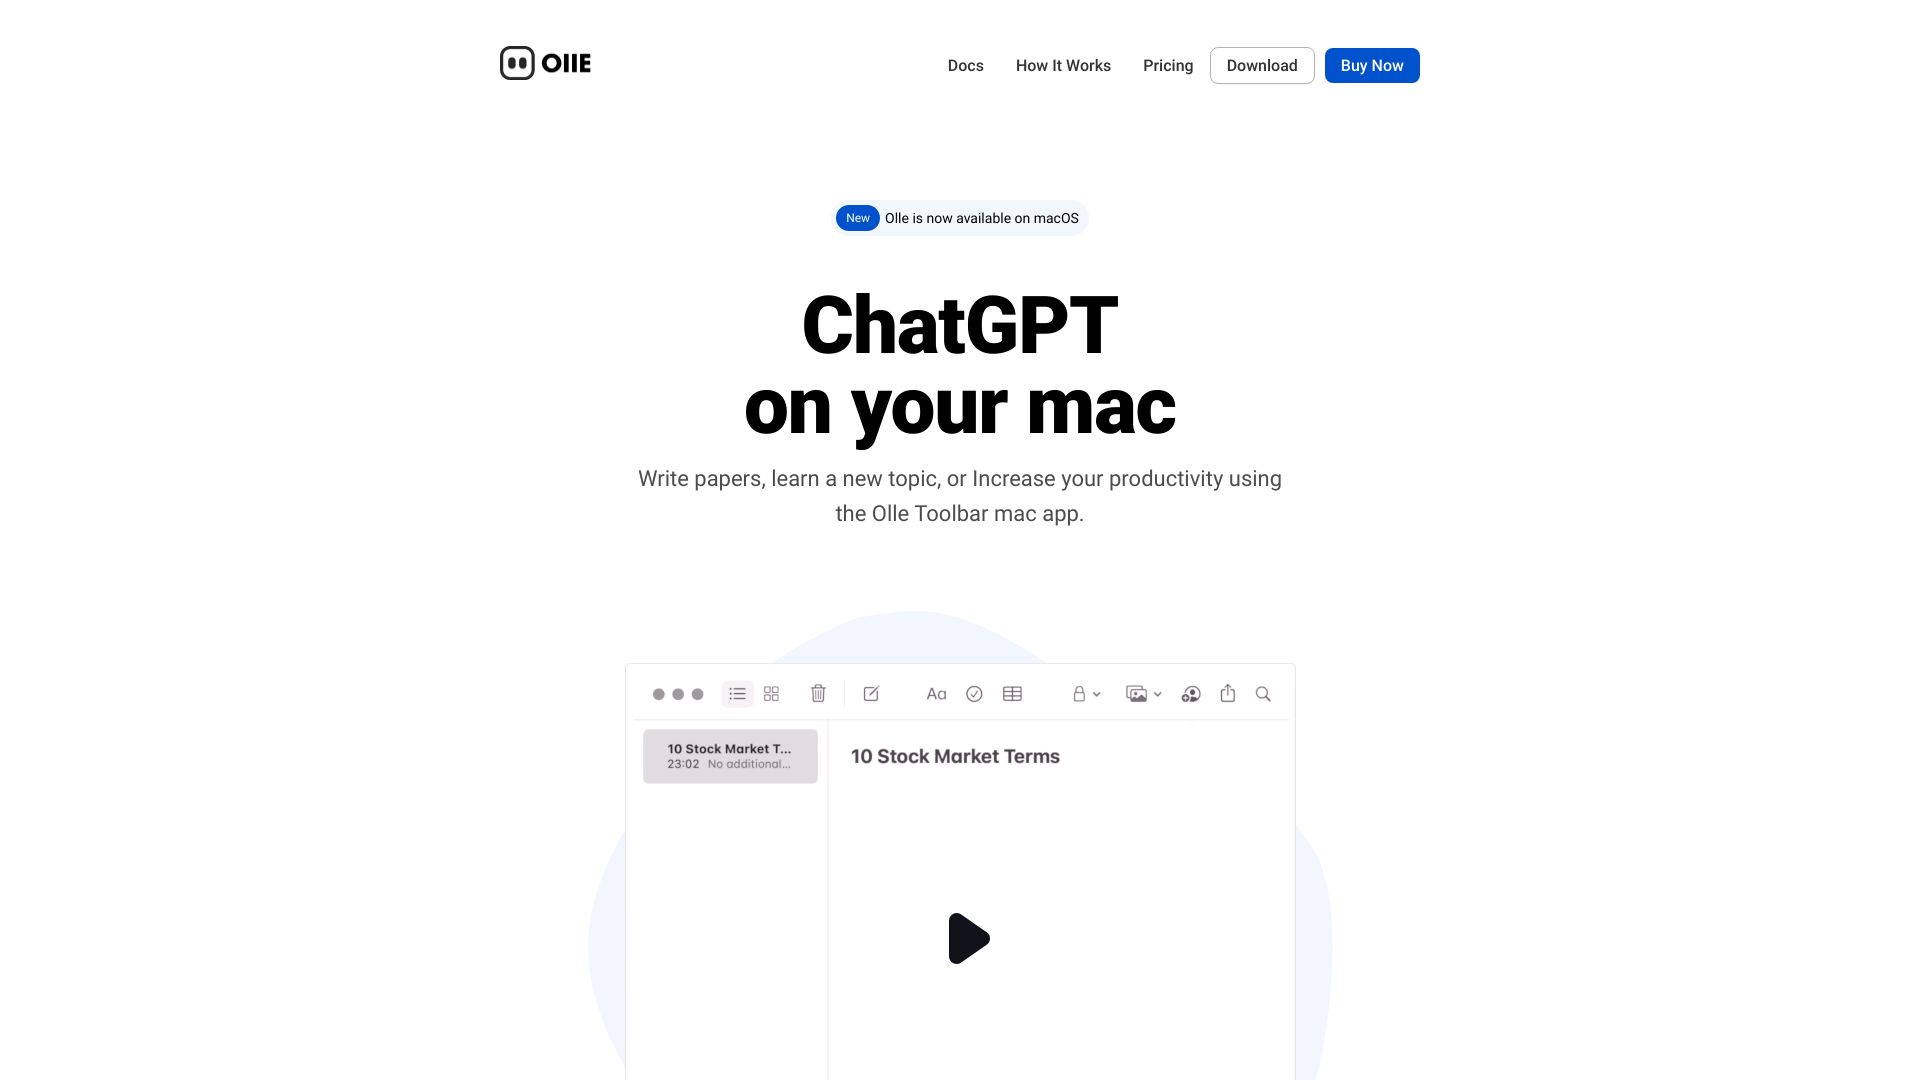 OllE
Docs
How It Works
Pricing
Download
Buy Now
New
Olle is now available on macOS
ChatGPT
on your mac
Write papers, learn a new topic, or Increase your productivity using
the Olle Toolbar mac app.
Aa
10 Stock Market T...
23:02 No additional...
10 Stock Market Terms